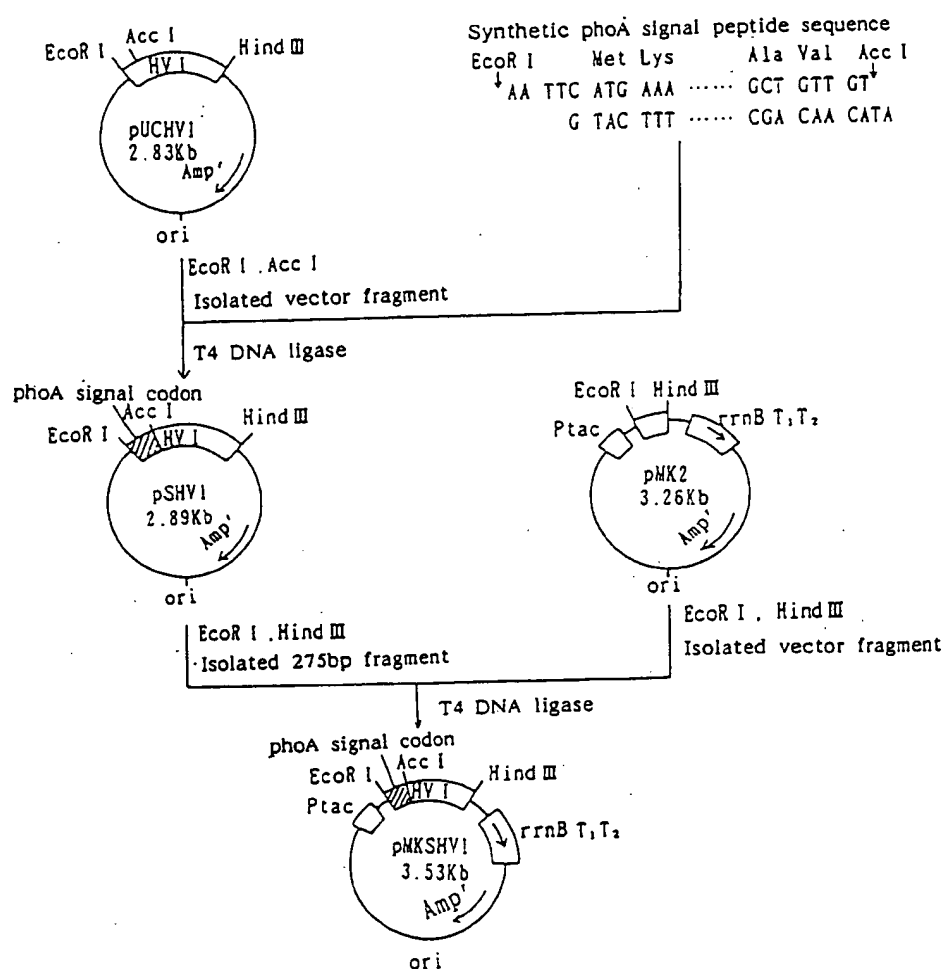 Synthetic phoA signal peptide sequence
EcoR I Acc I Hind III
HV I
pUCHV1
2.83Kb
Ampʳ
ori
EcoR I Met Lys Ala Val Acc I
AA TTC ATG AAA ······ GCT GTT GT
G TAC TTT ······ CGA CAA CATA
EcoR I , Acc I
Isolated vector fragment
T4 DNA ligase
phoA signal codon
EcoR I Acc I Hind III
HV I
pSHV1
2.89Kb
Ampʳ
ori
EcoR I Hind III
Ptac rrnB T₁T₂
pMK2
3.26Kb
Ampʳ
ori
EcoR I , Hind III
Isolated 275bp fragment
EcoR I , Hind III
Isolated vector fragment
T4 DNA ligase
phoA signal codon
EcoR I Acc I Hind III
Ptac HV I rrnB T₁T₂
pMKSHV1
3.53Kb
Ampʳ
ori